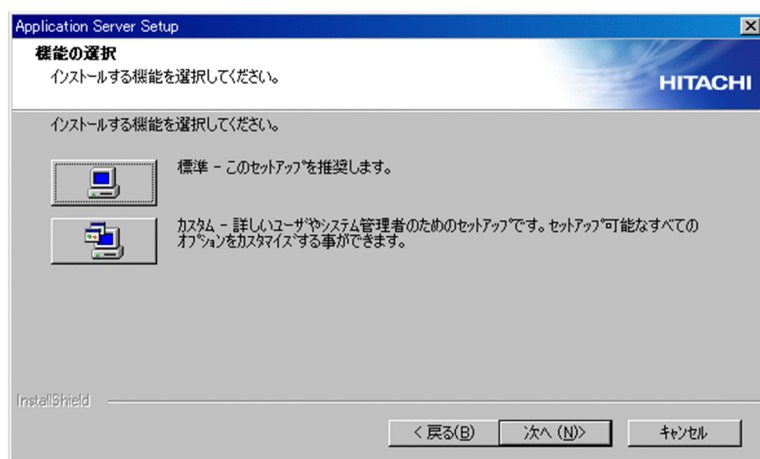 Application Server Setup
機能の選択
インストールする機能を選択してください。
HITACHI
インストールする機能を選択してください。
標準 - このセットアップを推奨します。
カスタム - 詳しいユーザやシステム管理者のためのセットアップです。セットアップ可能なすべての
オプションをカスタマイズする事ができます。
InstallShield
< 戻る(B)
次へ (N)>
キャンセル